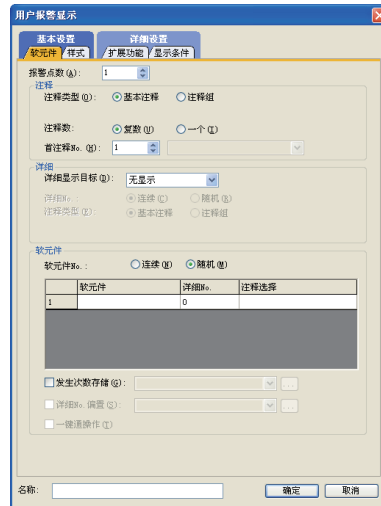 用户报警显示
基本设置 详细设置
软元件 样式 扩展功能 显示条件
报警点数(A): 1
注释
注释类型(O): 基本注释 注释组
注释数: 复数(U) 一个(I)
首注释No.(H): 1
详细
详细显示目标(D): 无显示
详细No. 连续(C) 随机(R)
注释类型(Y): 基本注释 注释组
软元件
软元件No.: 连续(N) 随机(M)
软元件 详细No. 注释选择
1 0
发生次数存储(G): ...
详细No.偏置(S): ...
一键通操作(T)
名称: 确定 取消